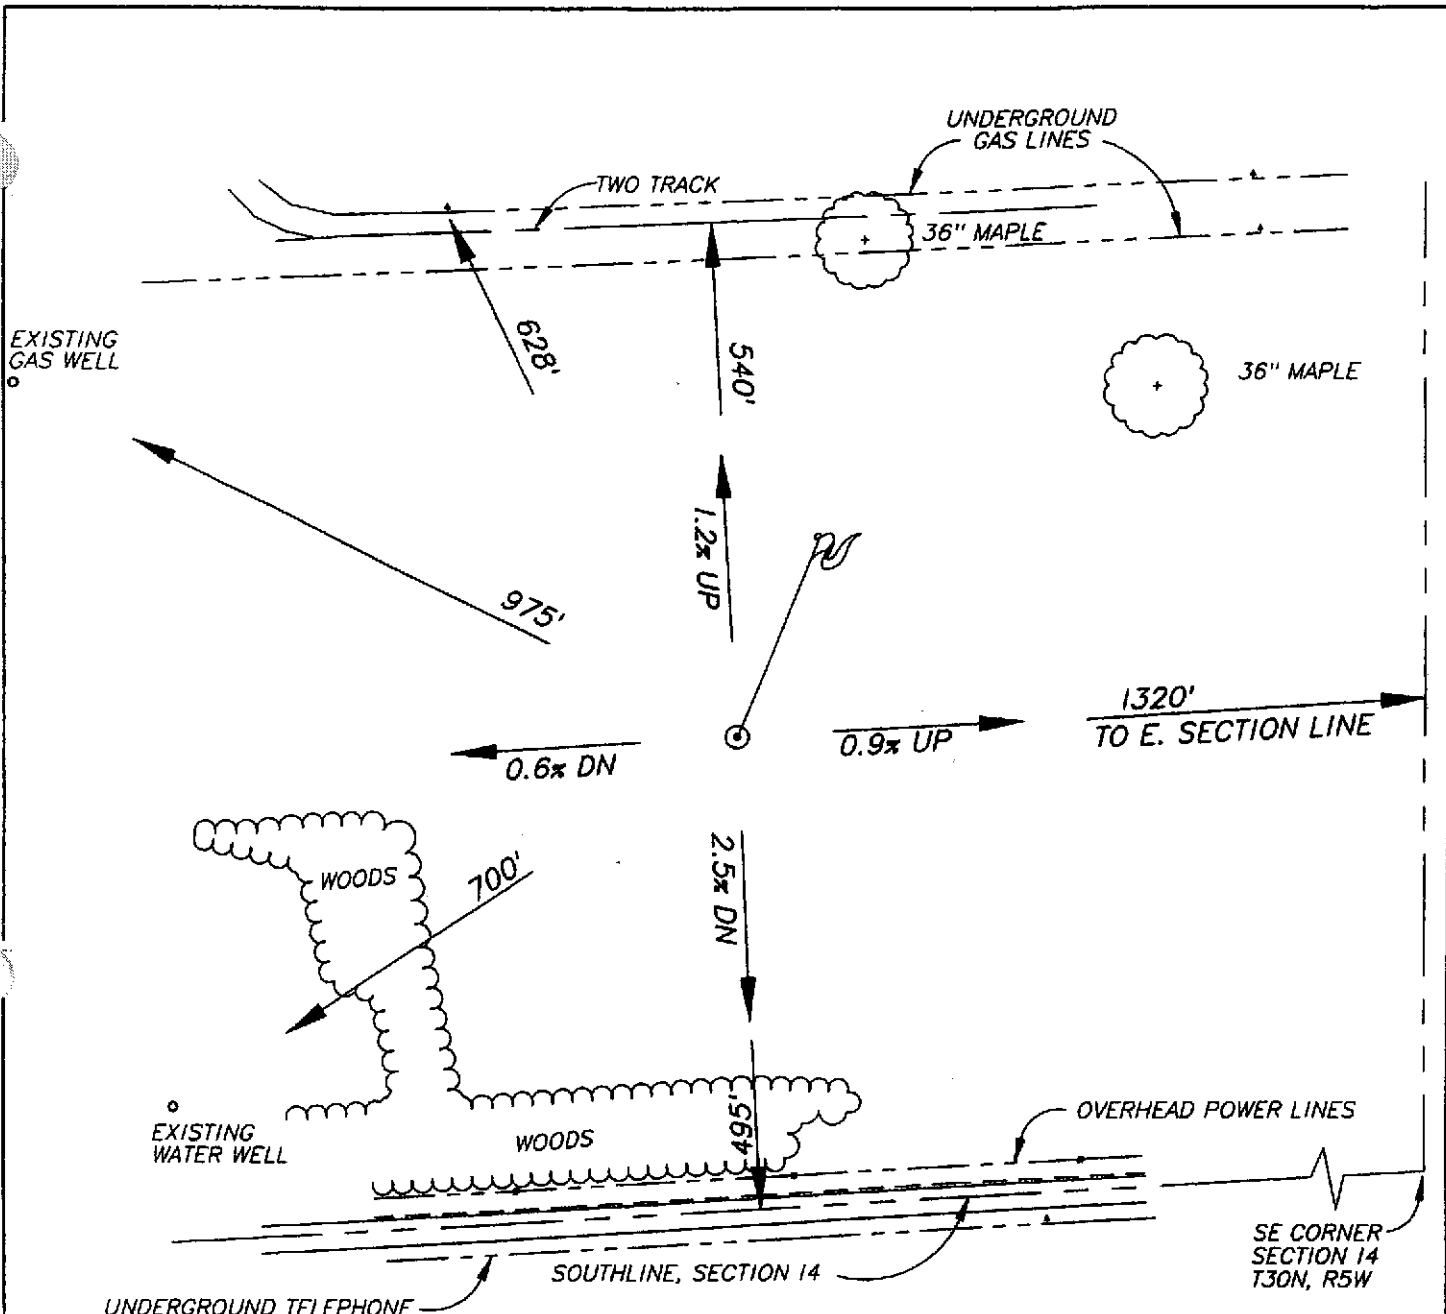 UNDERGROUND
GAS LINES
TWO TRACK
36" MAPLE
EXISTING
GAS WELL
628'
540'
36" MAPLE
1.2% UP
975'
1320'
TO E. SECTION LINE
0.9% UP
0.6% DN
WOODS
700'
2.5% DN
495'
OVERHEAD POWER LINES
EXISTING
WATER WELL
WOODS
SE CORNER
SECTION 14
T30N, R5W
SOUTHLINE, SECTION 14
UNDERGROUND TELEPHONE